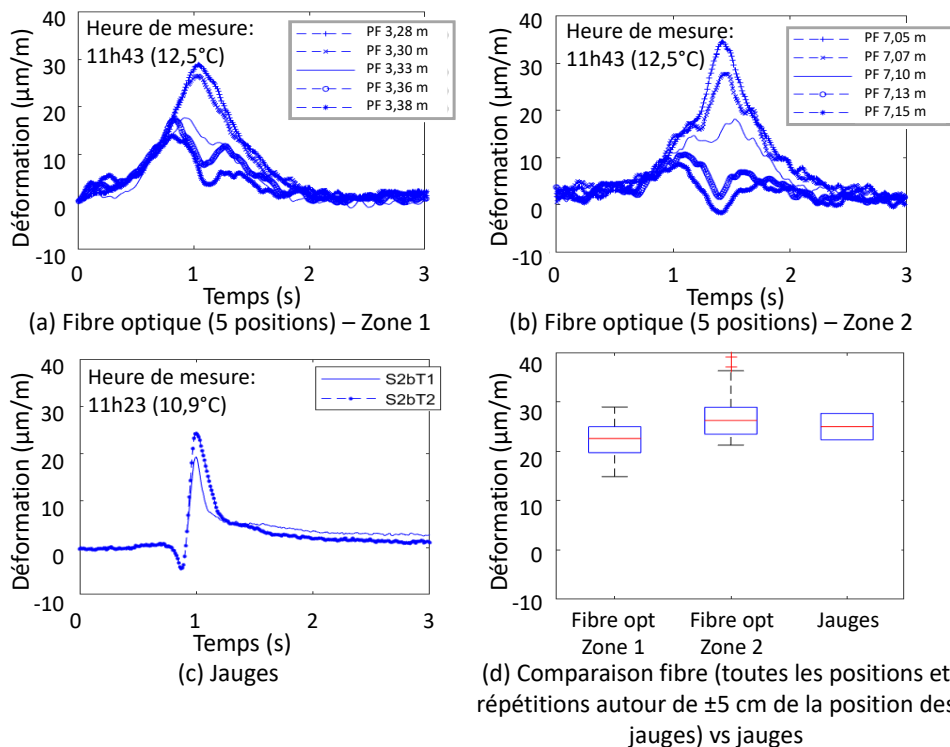 Déformation (µm/m)
40
30
20
10
0
-10
Heure de mesure:
11h43 (12,5°C)
PF 3,28 m
PF 3,30 m
PF 3,33 m
PF 3,36 m
PF 3,38 m
0
1
2
3
Temps (s)
(a) Fibre optique (5 positions) – Zone 1
Déformation (µm/m)
40
30
20
10
0
-10
Heure de mesure:
11h43 (12,5°C)
PF 7,05 m
PF 7,07 m
PF 7,10 m
PF 7,13 m
PF 7,15 m
0
1
2
3
Temps (s)
(b) Fibre optique (5 positions) – Zone 2
Déformation (µm/m)
40
30
20
10
0
-10
Heure de mesure:
11h23 (10,9°C)
S2bT1
S2bT2
0
1
2
3
Temps (s)
(c) Jauges
Déformation (µm/m)
40
30
20
10
0
-10
Fibre opt
Zone 1
Fibre opt
Zone 2
Jauges
(d) Comparaison fibre (toutes les positions et
répétitions autour de ±5 cm de la position des
jauges) vs jauges